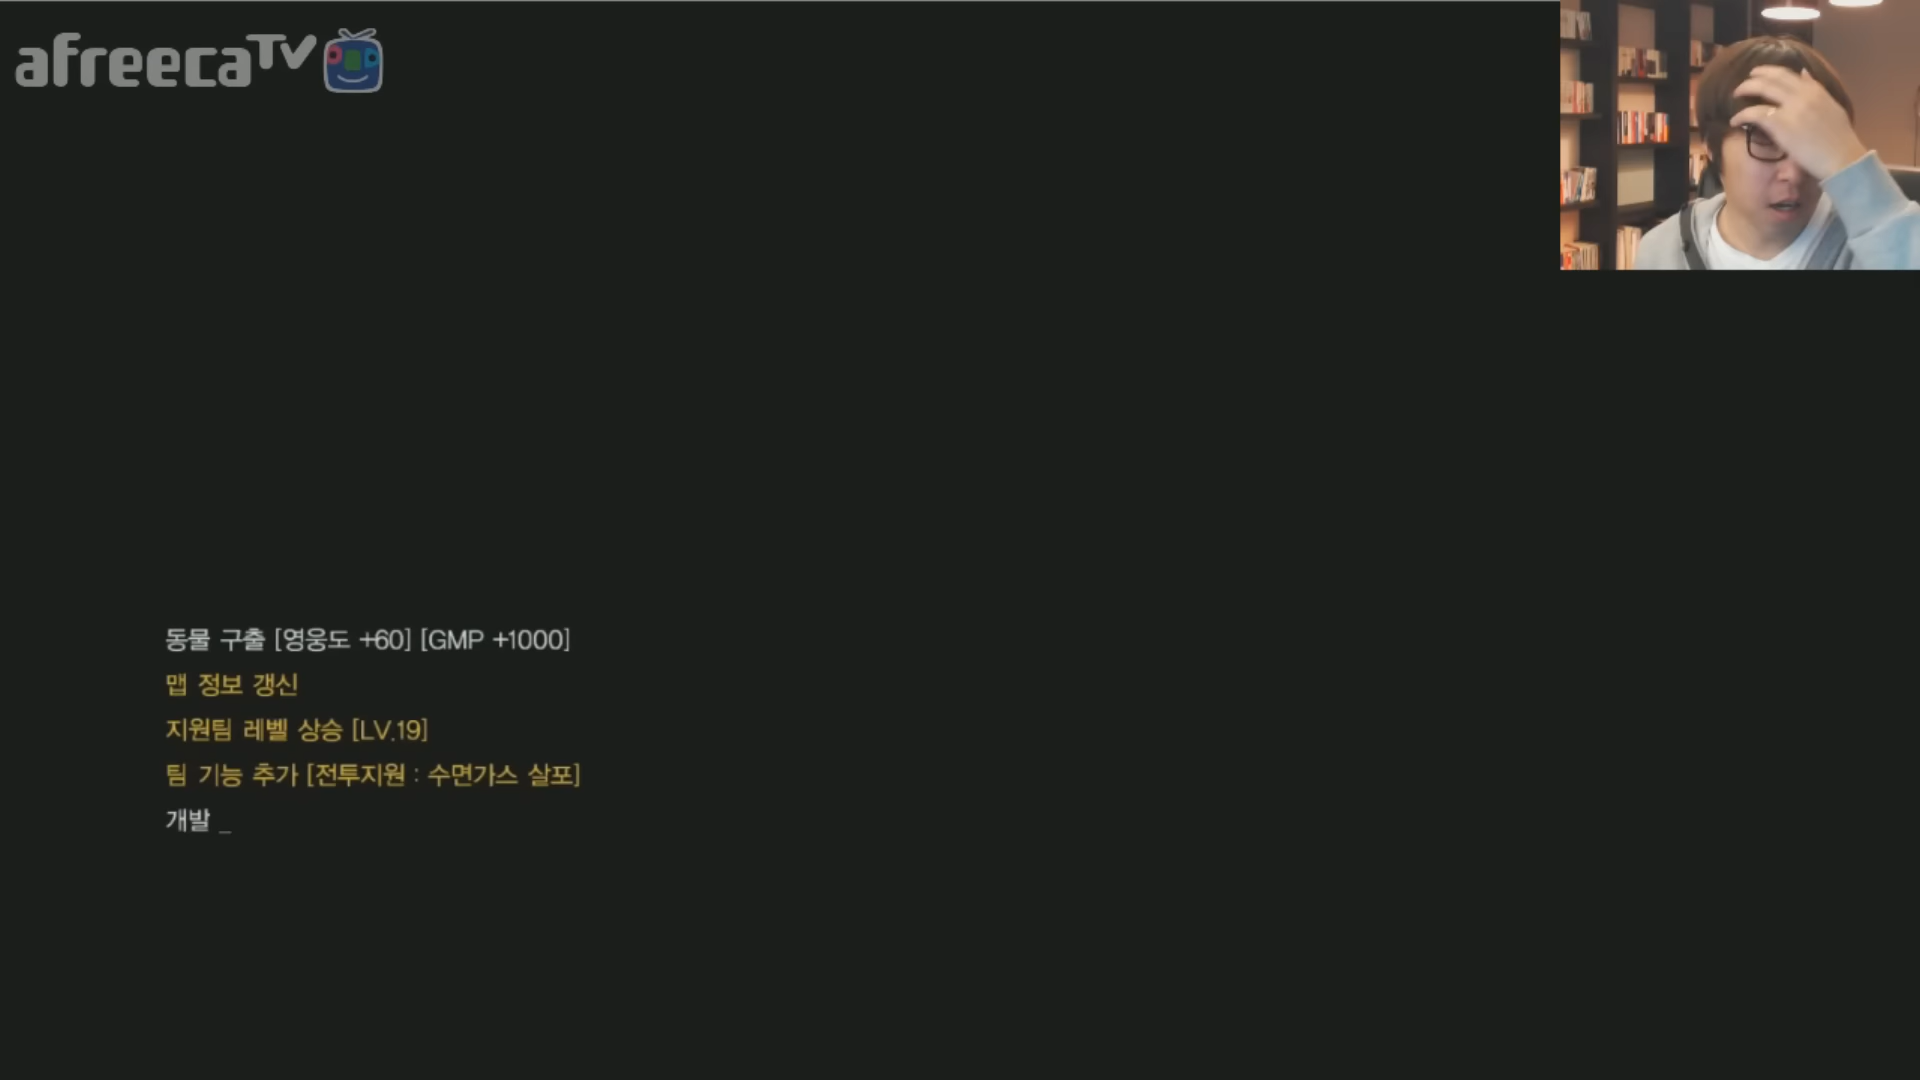 afreecaTV
동물 구출 [영웅도 +60] [GMP +1000]
맵 정보 갱신
지원팀 레벨 상승 [LV.19]
팀 기능 추가 [전투지원 : 수면가스 살포]
개발 _